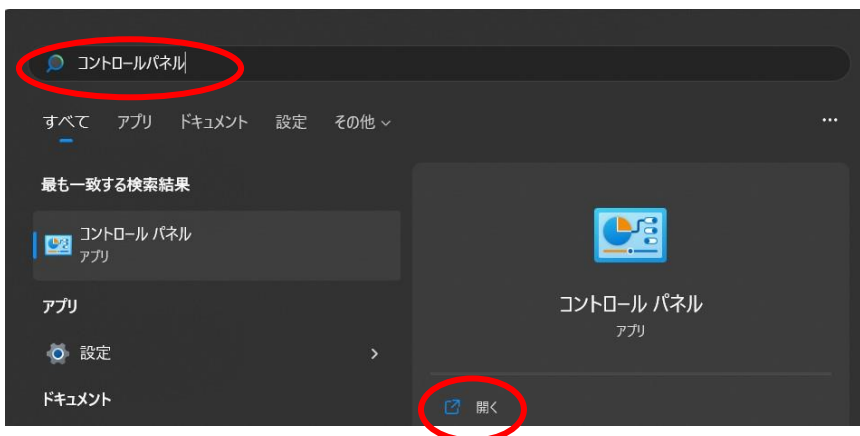 コントロールパネル
すべて アプリ ドキュメント 設定 その他
最も一致する検索結果
コントロール パネル
アプリ
アプリ
設定
ドキュメント
コントロール パネル
アプリ
開く